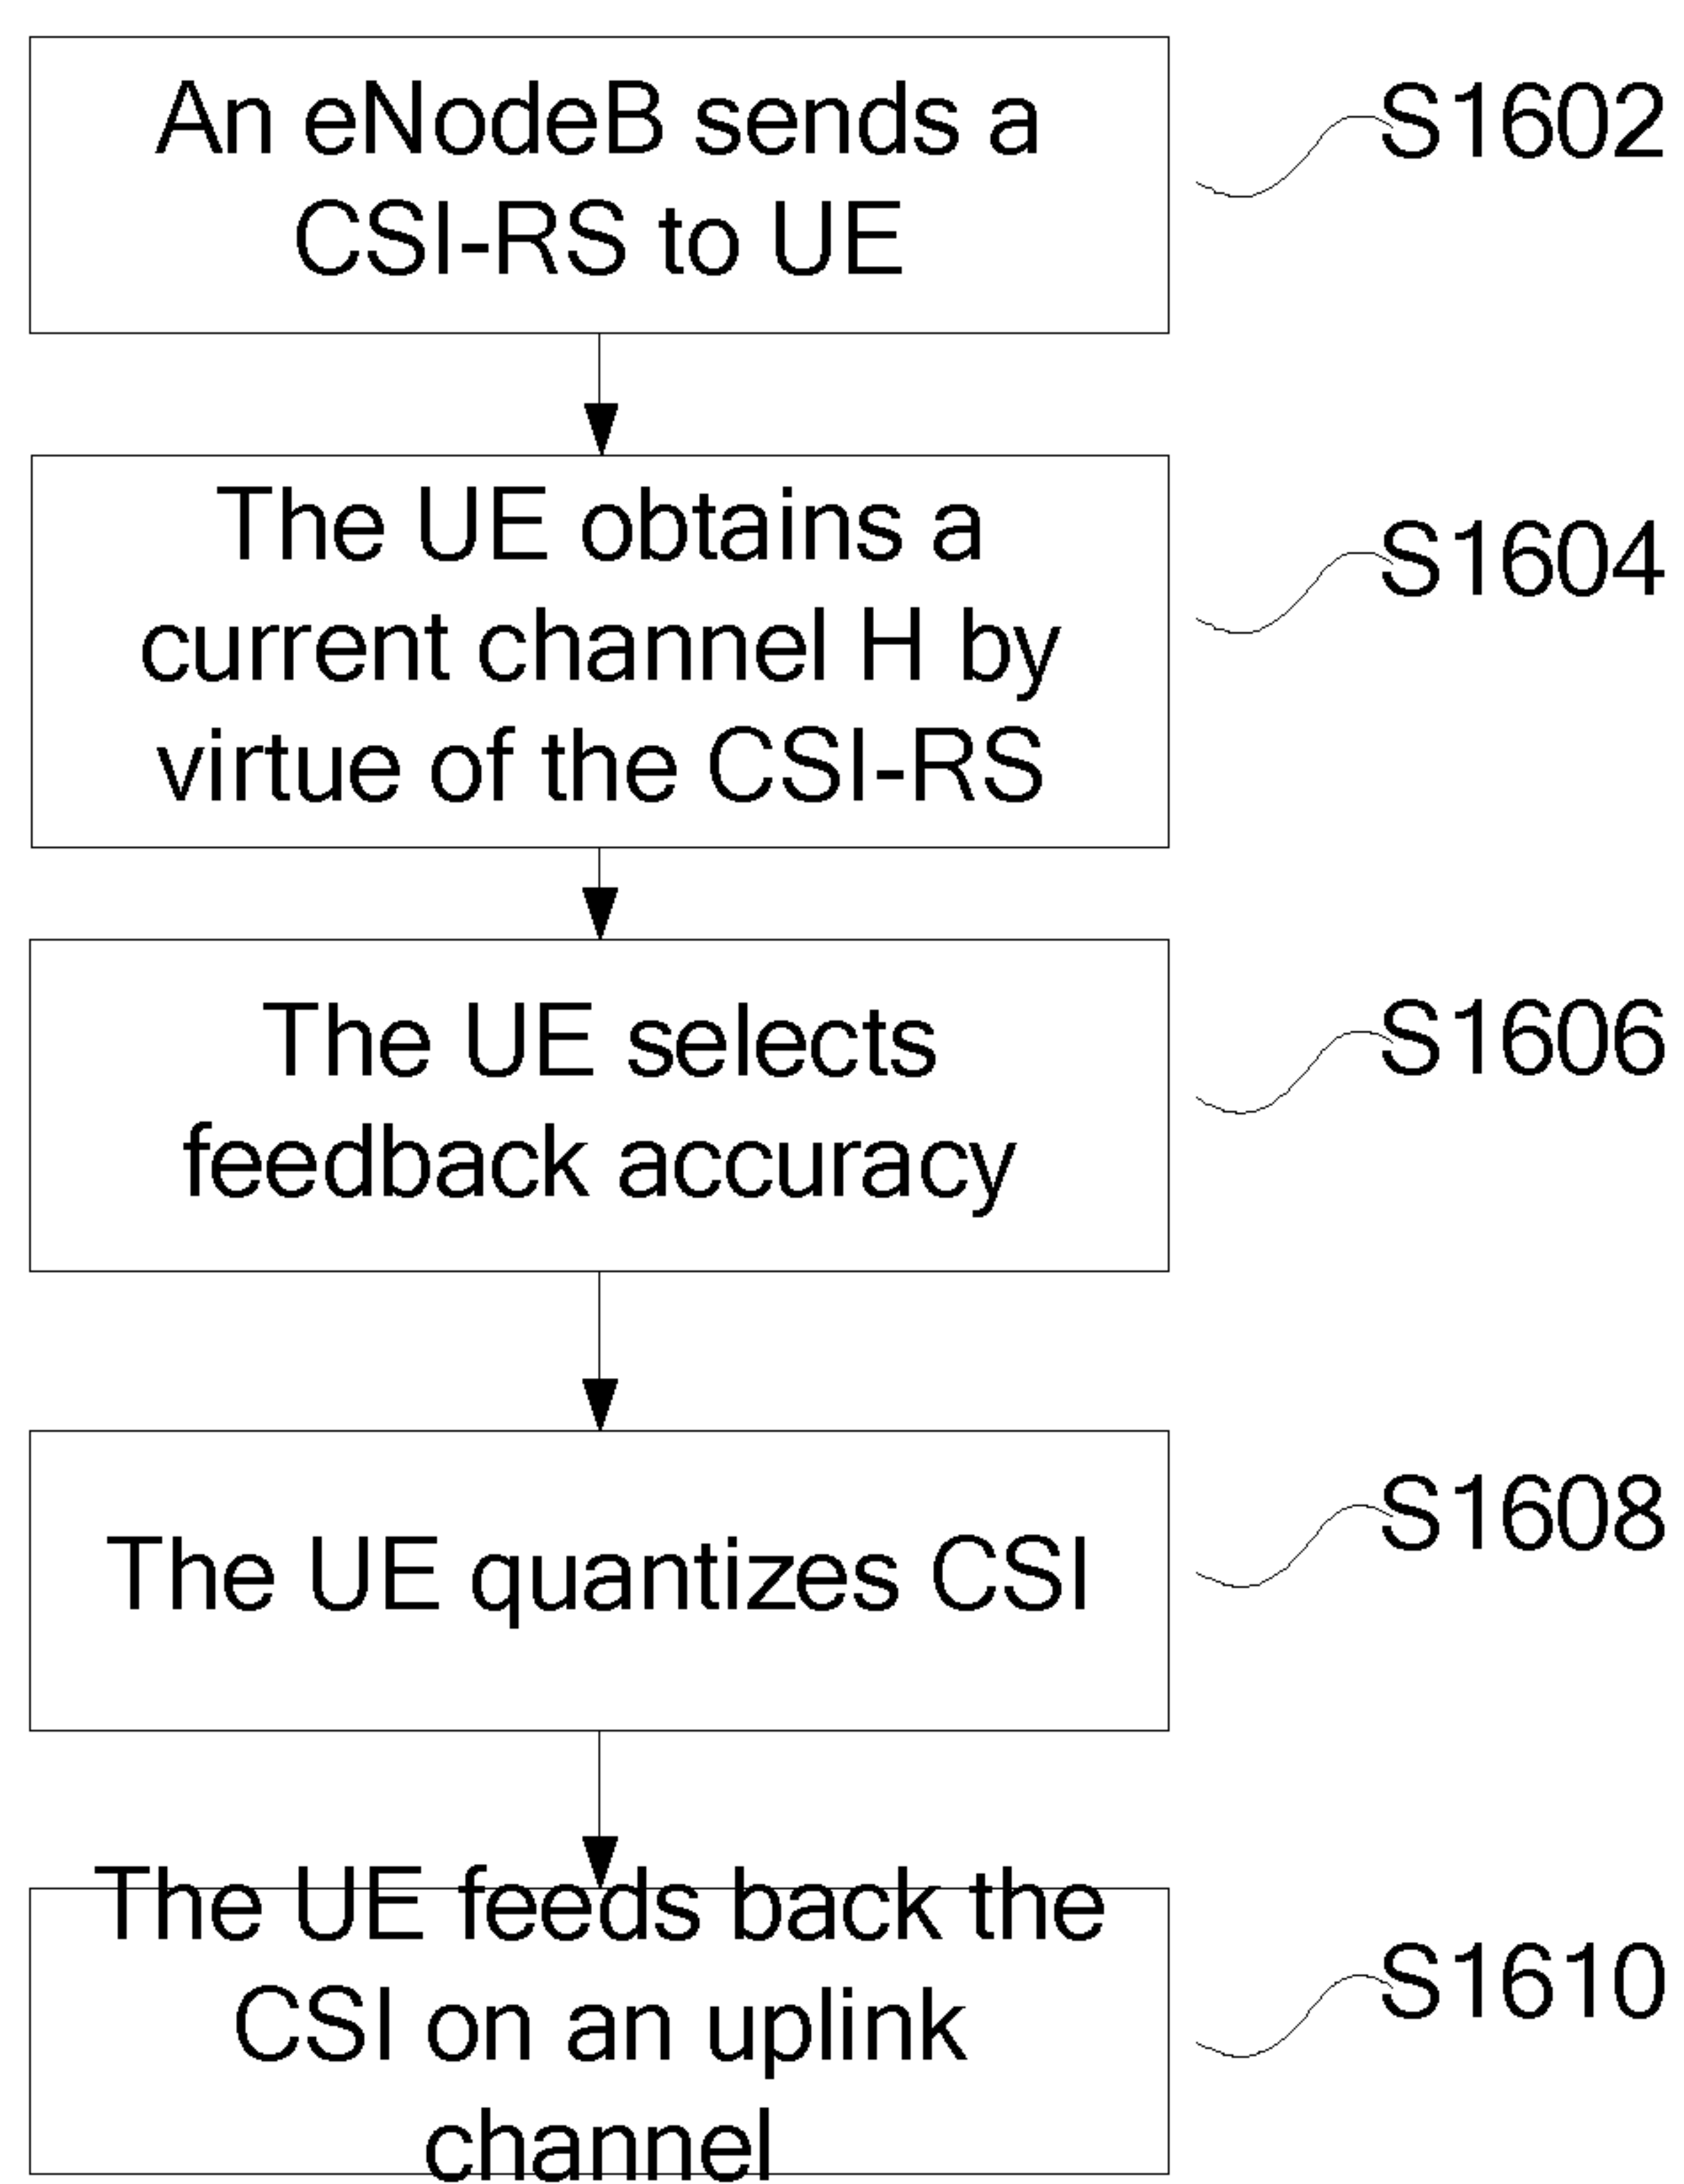 An eNodeB sends a
CSI-RS to UE
S1602
The UE obtains a
current channel H by
virtue of the CSI-RS
S1604
The UE selects
feedback accuracy
S1606
The UE quantizes CSI
S1608
The UE feeds back the
CSI on an uplink
channel
S1610